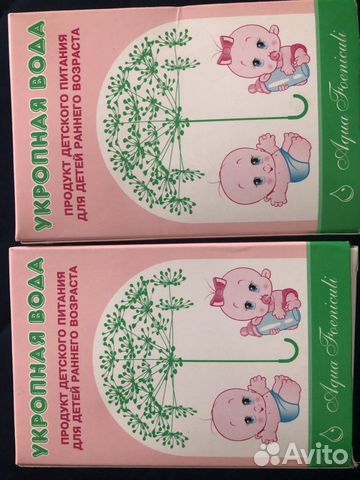 УКРОПНАЯ ВОДА
ПРОДУКТ ДЕТСКОГО ПИТАНИЯ
ДЛЯ ДЕТЕЙ РАННЕГО ВОЗРАСТА
Aqua Foeniculi
УКРОПНАЯ ВОДА
ПРОДУКТ ДЕТСКОГО ПИТАНИЯ
ДЛЯ ДЕТЕЙ РАННЕГО ВОЗРАСТА
Aqua Foeniculi
Avito